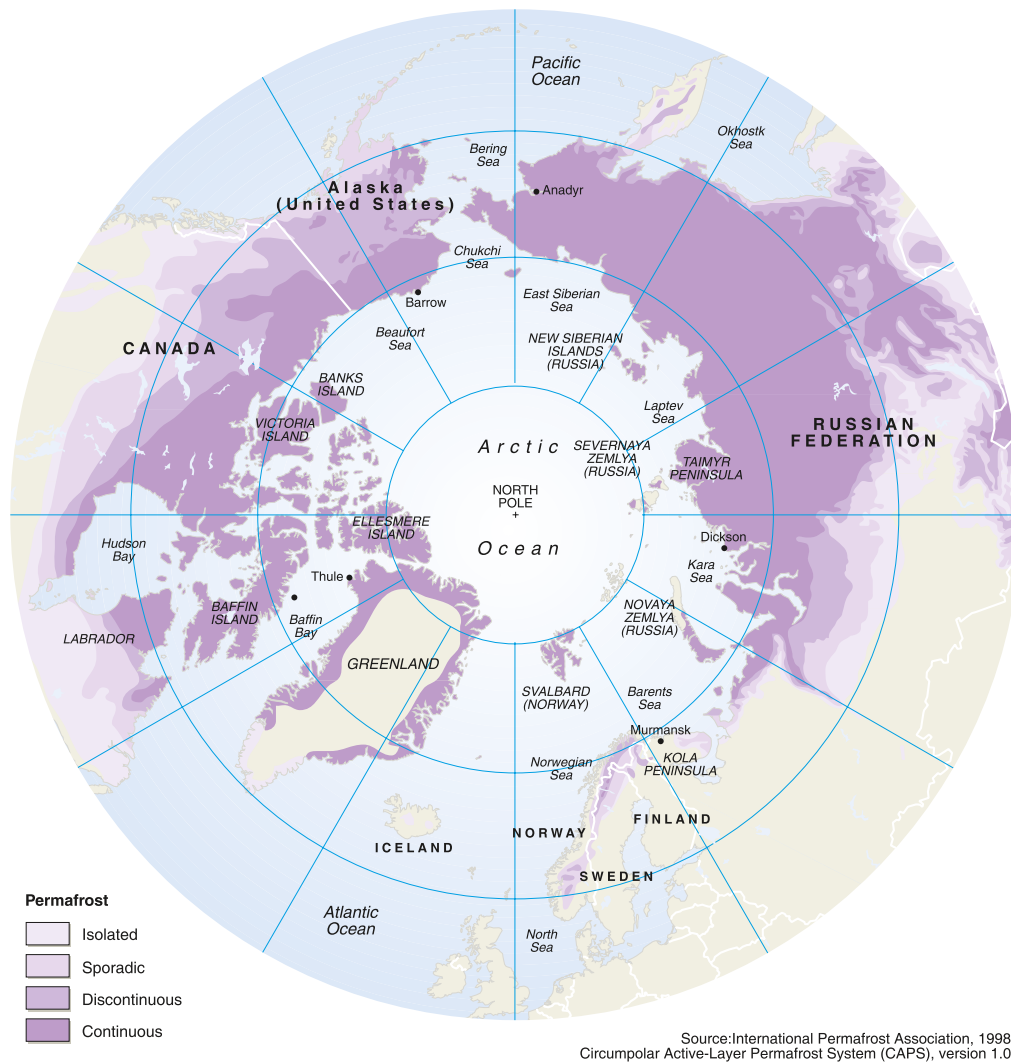 Pacific
Ocean
Okhostk
Sea
Bering
Sea
Alaska
(United States)
Anadyr
Chukchi
Sea
Barrow
East Siberian
Sea
Beaufort
Sea
NEW SIBERIAN
ISLANDS
(RUSSIA)
CANADA
BANKS
ISLAND
VICTORIA
ISLAND
Laptev
Sea
RUSSIAN
FEDERATION
Arctic
SEVERNAYA
ZEMLYA
(RUSSIA)
TAIMYR
PENINSULA
NORTH
POLE
+
ELLESMERE
ISLAND
Ocean
Hudson
Bay
Dickson
Kara
Sea
Thule
BAFFIN
ISLAND
Baffin
Bay
NOVAYA
ZEMLYA
(RUSSIA)
LABRADOR
GREENLAND
SVALBARD
(NORWAY)
Barents
Sea
Murmansk
KOLA
PENINSULA
Norwegian
Sea
FINLAND
NORWAY
ICELAND
SWEDEN
Atlantic
Ocean
North
Sea
Permafrost
Isolated
Sporadic
Discontinuous
Continuous
Source:International Permafrost Association, 1998
Circumpolar Active-Layer Permafrost System (CAPS), version 1.0